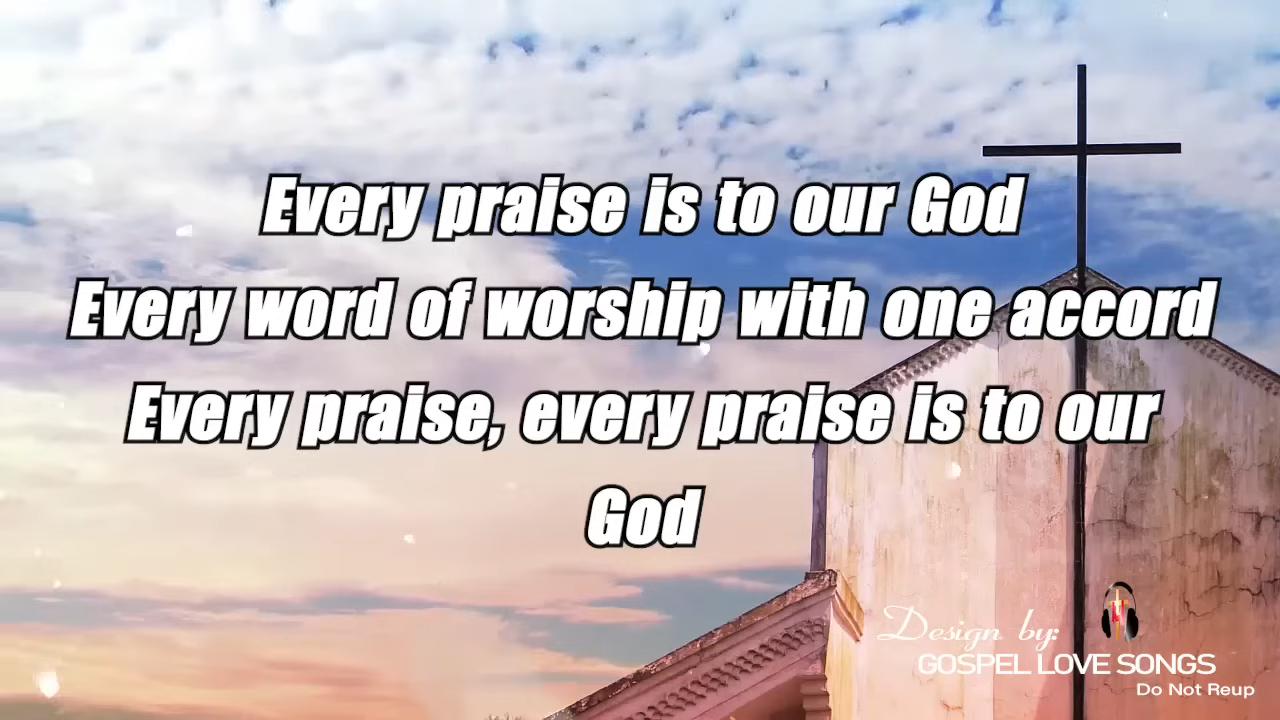 Every praise is to our God
Every word of worship with one accord
Every praise, every praise is to our
God
Design by:
GOSPEL LOVE SONGS
Do Not Reup